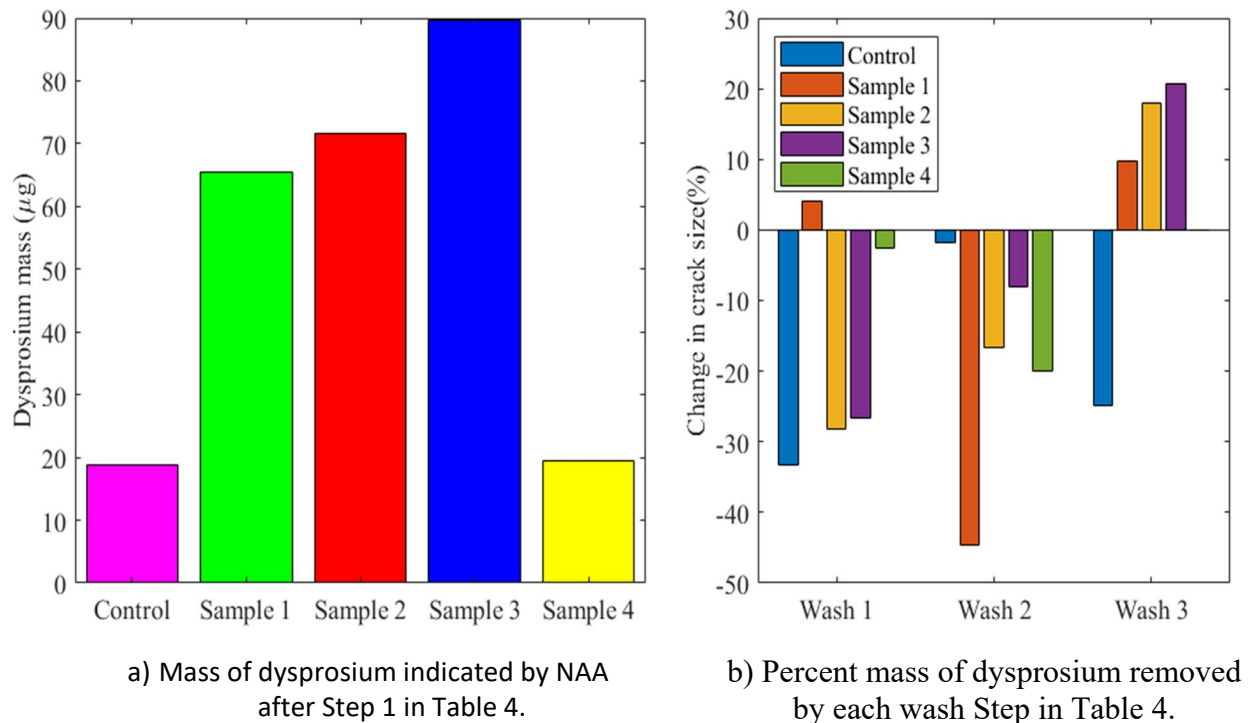 90
80
70
60
50
40
30
20
10
0
Dysprosium mass (µg)
Control
Sample 1
Sample 2
Sample 3
Sample 4
a) Mass of dysprosium indicated by NAA
after Step 1 in Table 4.
30
20
10
0
-10
-20
-30
-40
-50
Change in crack size(%)
Control
Sample 1
Sample 2
Sample 3
Sample 4
Wash 1
Wash 2
Wash 3
b) Percent mass of dysprosium removed
by each wash Step in Table 4.